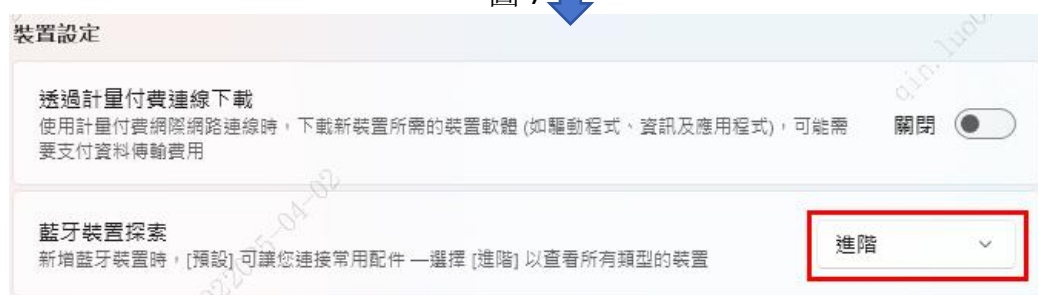 圖
裝置設定
透過計量付費連線下載
使用計量付費網際網路連線時，下載新裝置所需的裝置軟體 (如驅動程式、資訊及應用程式)，可能需
要支付資料傳輸費用
關閉
藍牙裝置探索
新增藍牙裝置時，[預設] 可讓您連接常用配件 —選擇 [進階] 以查看所有類型的裝置
進階